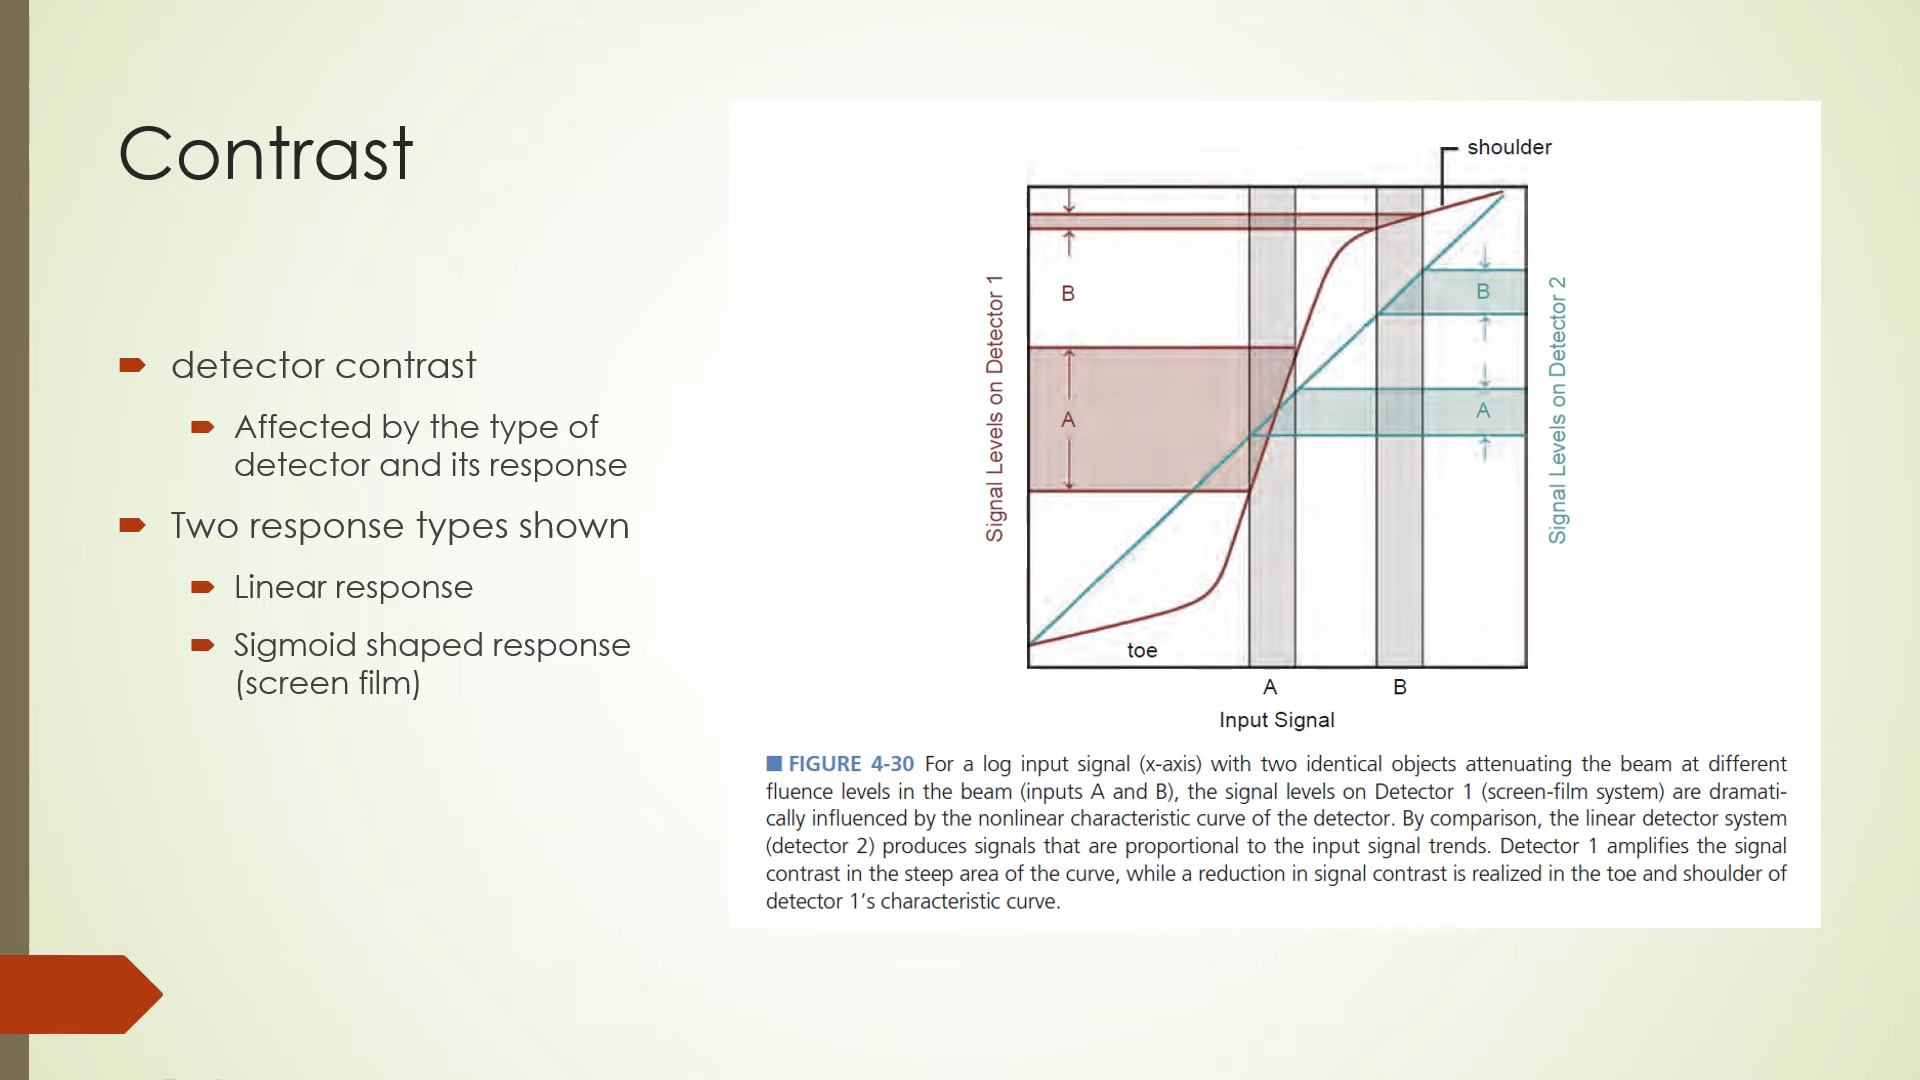 Contrast
detector contrast
Affected by the type of
detector and its response
Two response types shown
Linear response
Sigmoid shaped response
(screen film)
shoulder
Signal Levels on Detector 1
B
A
B
A
Signal Levels on Detector 2
toe
A
B
Input Signal
FIGURE 4-30 For a log input signal (x-axis) with two identical objects attenuating the beam at different
fluence levels in the beam (inputs A and B), the signal levels on Detector 1 (screen-film system) are dramati-
cally influenced by the nonlinear characteristic curve of the detector. By comparison, the linear detector system
(detector 2) produces signals that are proportional to the input signal trends. Detector 1 amplifies the signal
contrast in the steep area of the curve, while a reduction in signal contrast is realized in the toe and shoulder of
detector 1's characteristic curve.